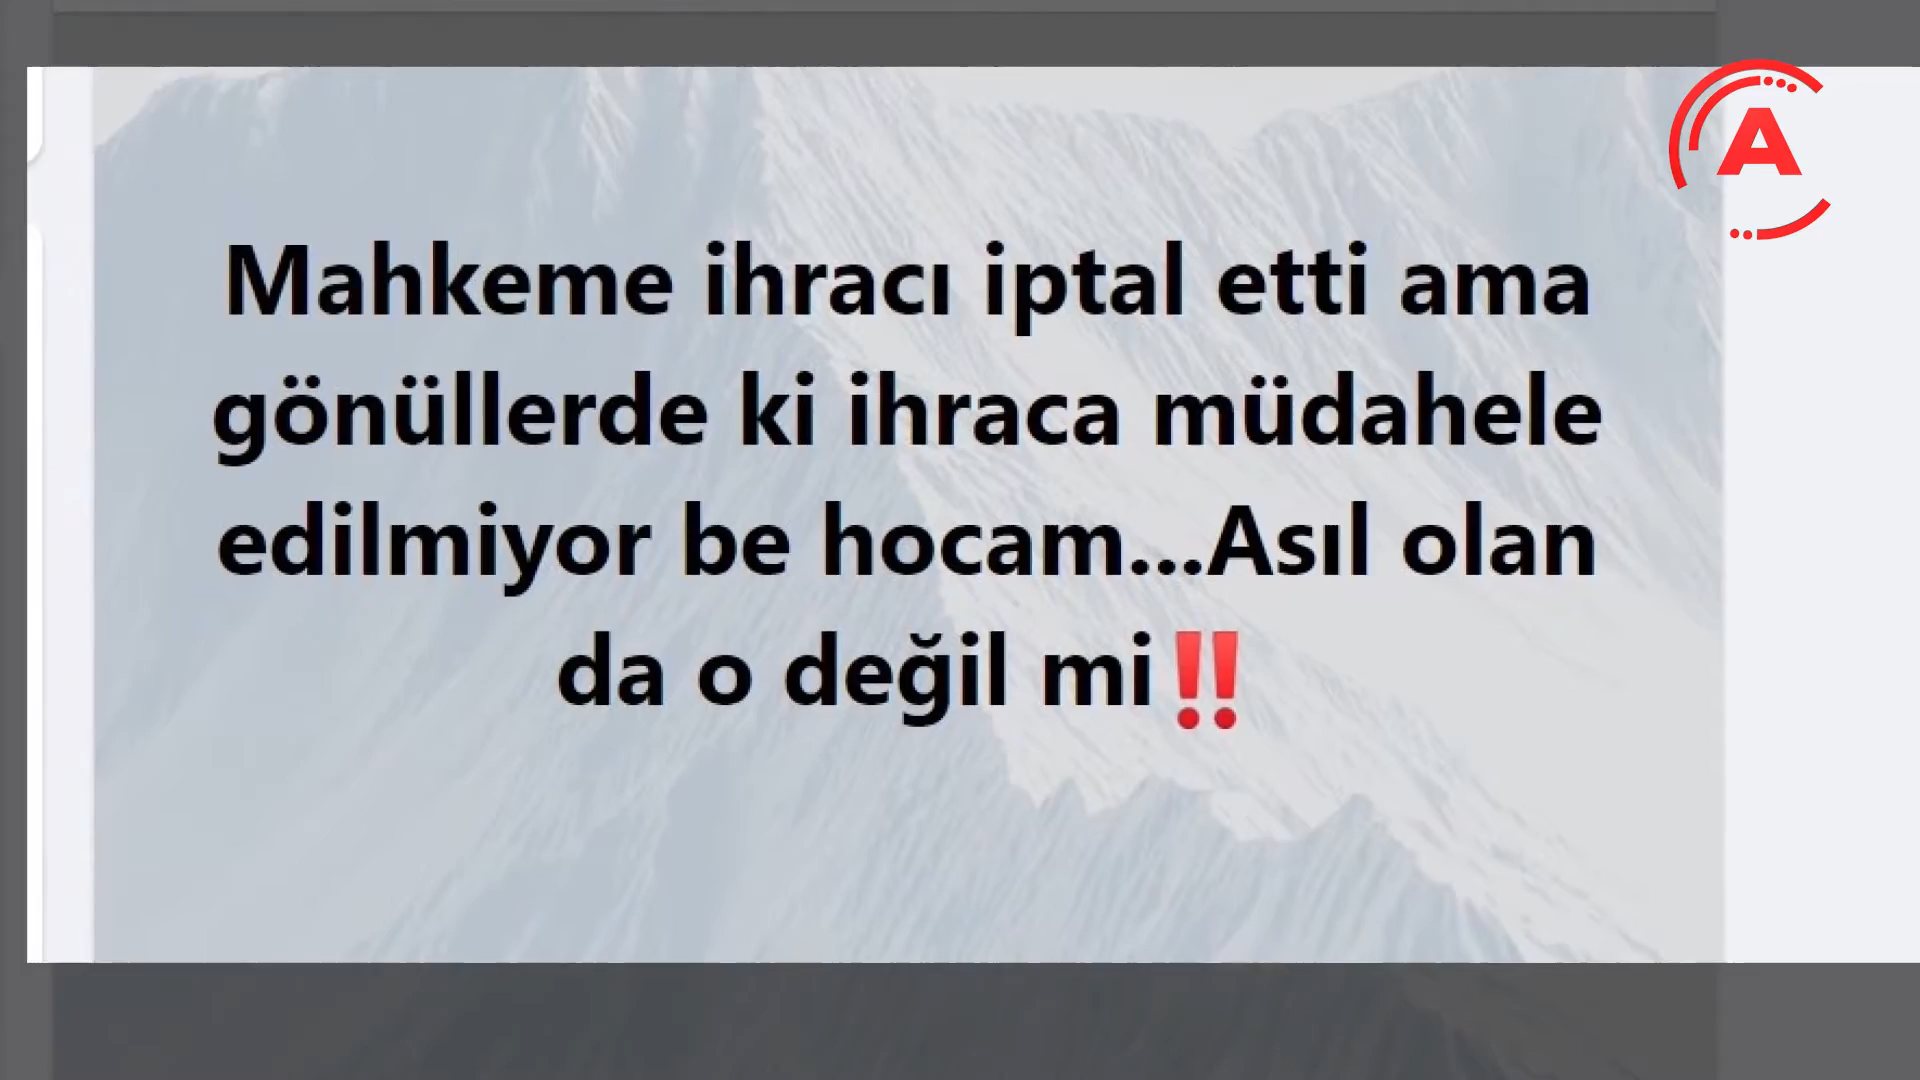 A
Mahkeme ihracı iptal etti ama
gönüllerde ki ihraca müdahele
edilmiyor be hocam...Asıl olan
da o değil mi‼️